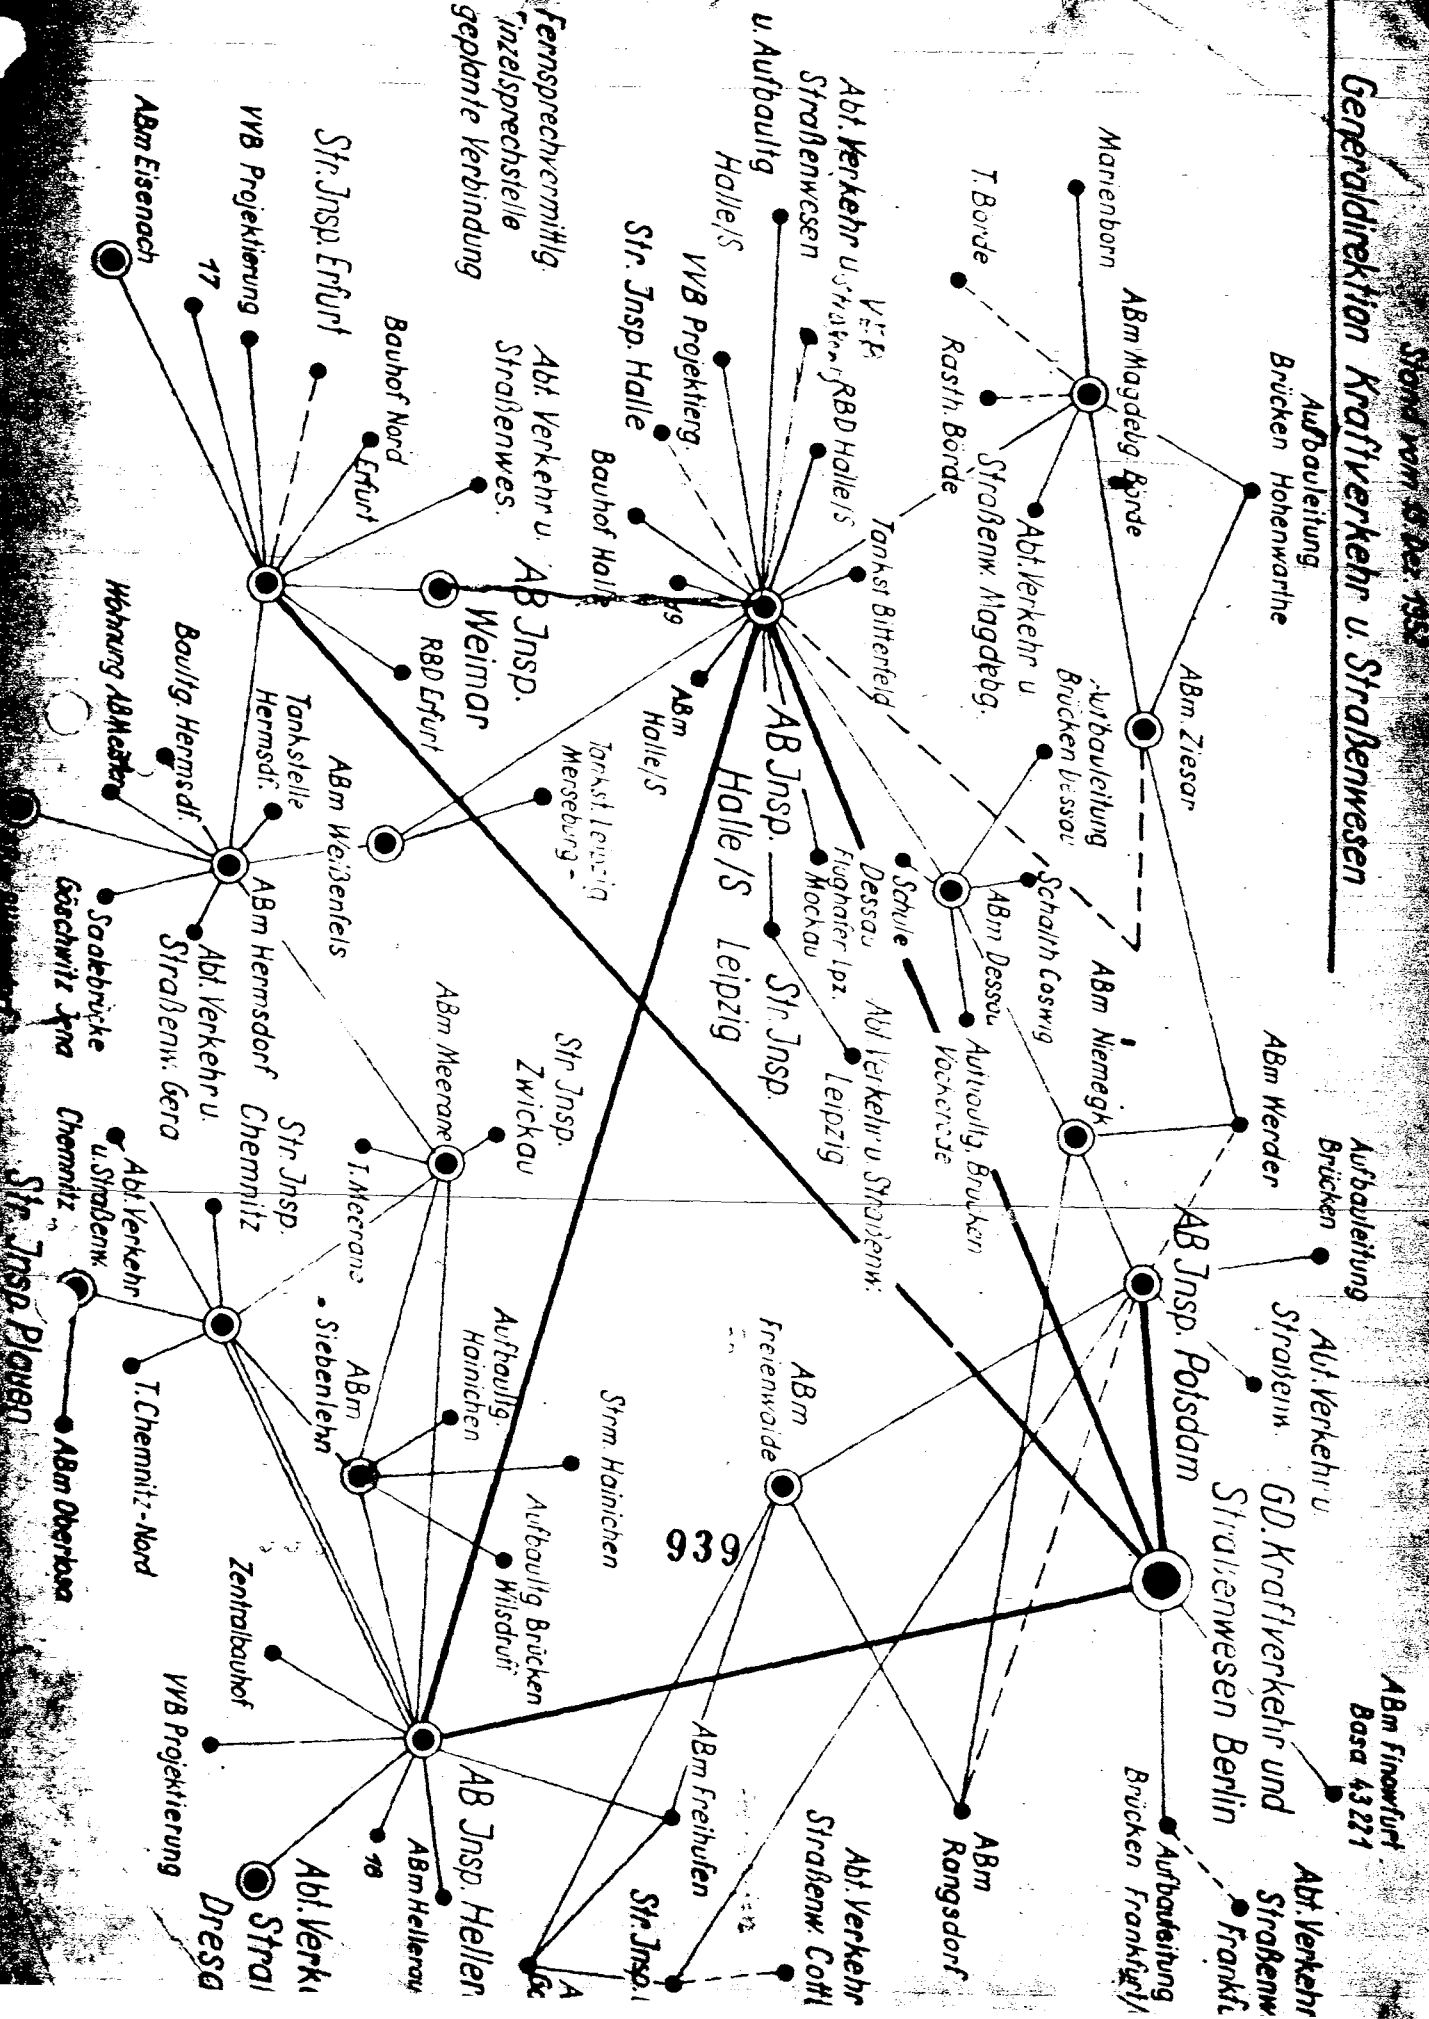 Stand vom 3 Dez. 1952
Generaldirektion Kraftverkehr u. Straßenwesen
Aufbauleitung
Brücken Hohenwarthe
Marienborn
ABm Magdebg. Börde
T. Börde
Rasth. Börde
Abt. Verkehr u
Straßenw. Magdebg.
ABm Ziesar
Aufbauleitung
Brücken Dessau
ABm Werder
Aufbauleitung
Brücken
ABm Niemegk
AB Jnsp. Potsdam
Abt. Verkehr u
Straßenw.
GD. Kraftverkehr und
Straßenwesen Berlin
ABm Finowfurt
Basa 43221
Abt. Verkehr
Straßenw
Frankfu
Aufbauleitung
Brücken Frankfurt/
ABm
Rangsdorf
Abt. Verkehr
Straßenw. Cottb
Str. Jnsp.
ABm Freihufen
ABm
Freienwalde
939
Schalth Coswig
ABm Dessau
Aufbaultg. Brücken
Vockerode
Schule
Dessau
Flughafen Lpz.
Mockau
Abt Verkehr u Straßenw.
Leipzig
Str Jnsp.
Leipzig
AB Jnsp.
Halle/S
Abt. Verkehr u
Straßenwesen
u. Aufbaultg
Halle/S
VVB Projektierg.
Str. Jnsp. Halle
RBD Halle/S
Tankst Bitterfeld
Bauhof Halle
19
ABm
Halle/S
Tankst. Leipzig
Merseburg -
Fernsprechvermittlg.
Einzelsprechstelle
geplante Verbindung
Abt. Verkehr u.
Straßenwes.
AB Jnsp.
Weimar
RBD Erfurt
Bauhof Nord
Erfurt
Str. Jnsp. Erfurt
VVB Projektierung
17
ABm Eisenach
ABm Weißenfels
Tankstelle
Hermsdf.
Baultg. Hermsdf.
Wohnung ABMeister
ABm Hermsdorf
Abt. Verkehr u.
Straßenw. Gera
Saalebrücke
Göschwitz Jena
ABm Meerane
Str Jnsp.
Zwickau
T. Meerane
Str Jnsp.
Chemnitz
Abt. Verkehr
u. Straßenw.
Chemnitz
Str. Jnsp. Plauen
ABm Oberlosa
T. Chemnitz - Nord
ABm
Siebenlehn
Aufbaultg.
Hainichen
Strm Hainichen
Aufbaultg Brücken
Wilsdruff
Zentralbauhof
VVB Projektierung
AB Jnsp. Heller
ABm Hellerau
18
Abt. Verk
Straß
Dresd